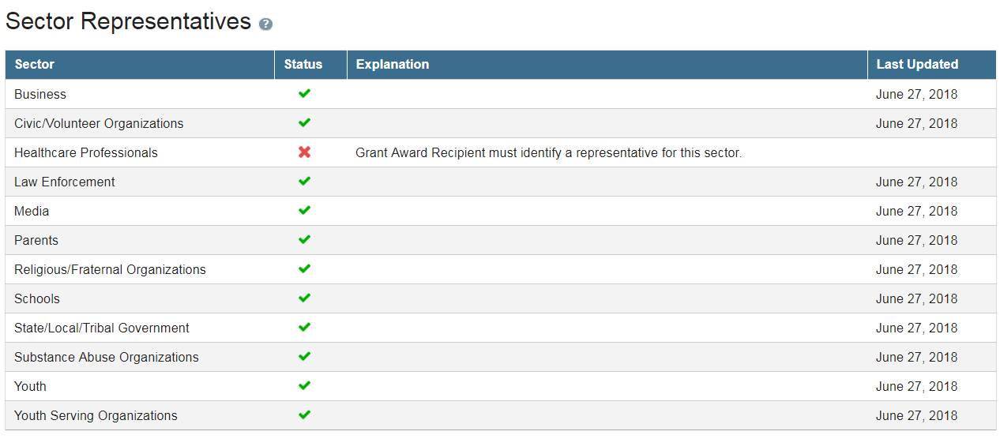 Sector Representatives ?
Sector Status Explanation Last Updated
Business June 27, 2018
Civic/Volunteer Organizations June 27, 2018
Healthcare Professionals Grant Award Recipient must identify a representative for this sector.
Law Enforcement June 27, 2018
Media June 27, 2018
Parents June 27, 2018
Religious/Fraternal Organizations June 27, 2018
Schools June 27, 2018
State/Local/Tribal Government June 27, 2018
Substance Abuse Organizations June 27, 2018
Youth June 27, 2018
Youth Serving Organizations June 27, 2018